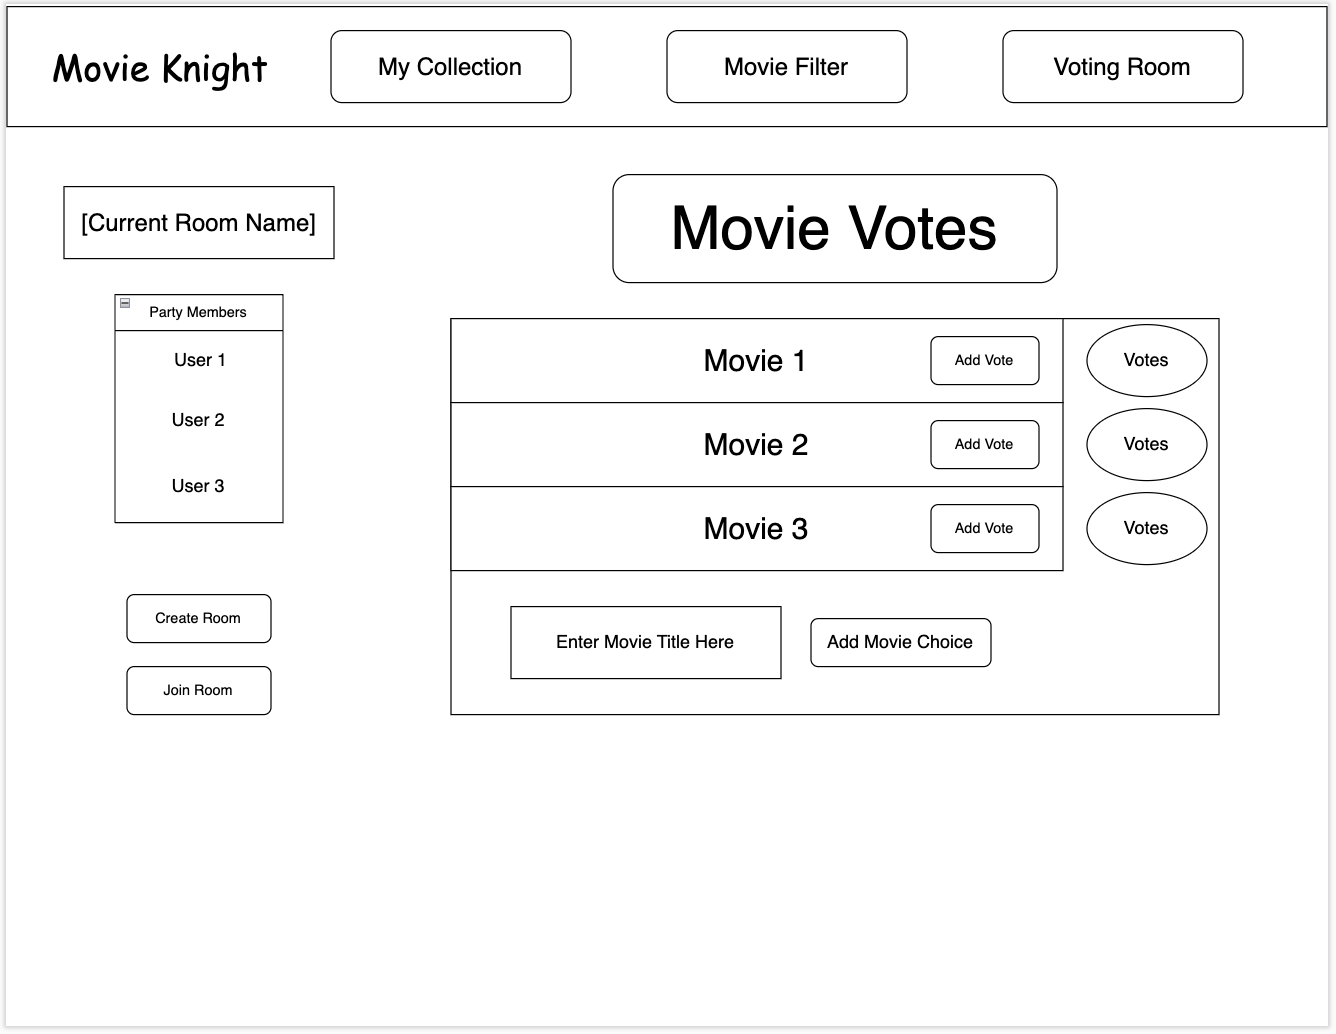 Movie Knight
My Collection
Movie Filter
Voting Room
[Current Room Name]
Party Members
User 1
User 2
User 3
Create Room
Join Room
Movie Votes
Movie 1
Add Vote
Votes
Movie 2
Add Vote
Votes
Movie 3
Add Vote
Votes
Enter Movie Title Here
Add Movie Choice